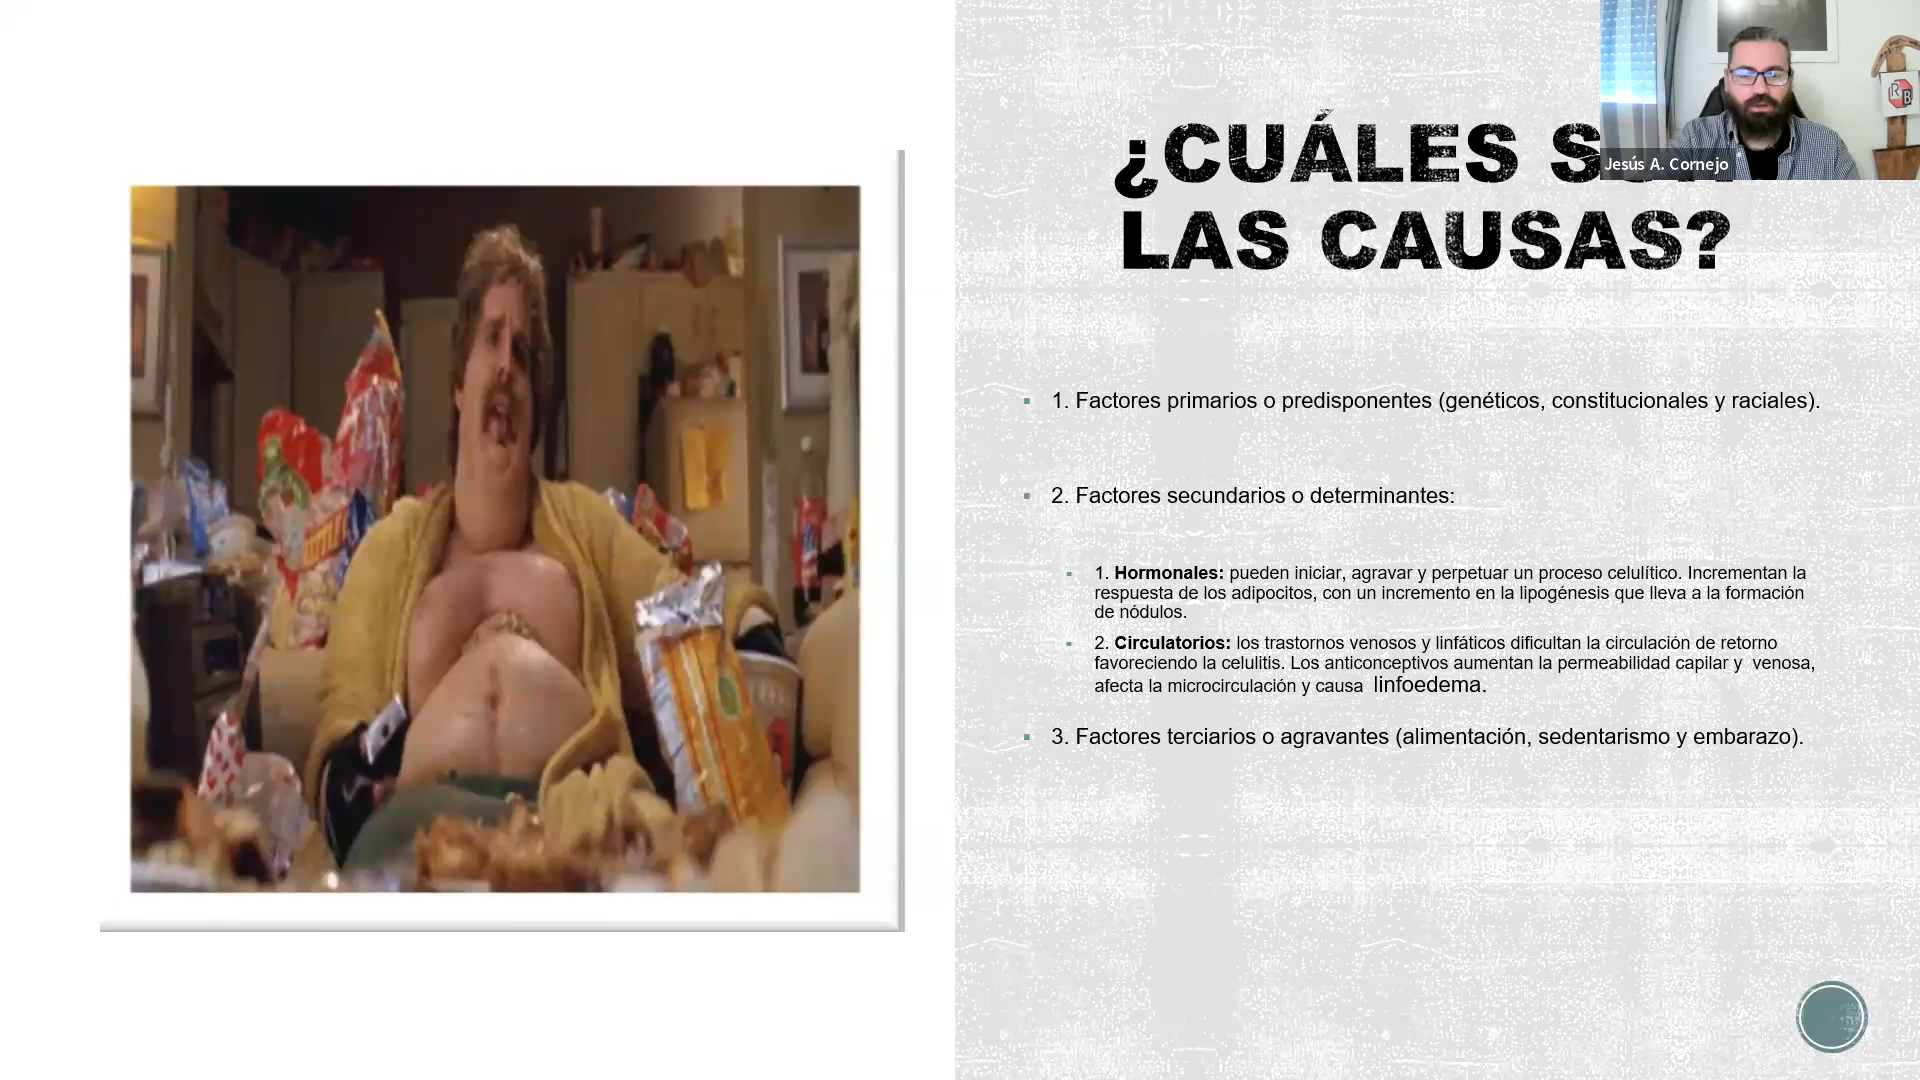 ¿CUÁLES
LAS CAUSAS?
Jesús A. Cornejo
R
B
1. Factores primarios o predisponentes (genéticos, constitucionales y raciales).
2. Factores secundarios o determinantes:
1. Hormonales: pueden iniciar, agravar y perpetuar un proceso celulítico. Incrementan la
respuesta de los adipocitos, con un incremento en la lipogénesis que lleva a la formación
de nódulos.
2. Circulatorios: los trastornos venosos y linfáticos dificultan la circulación de retorno
favoreciendo la celulitis. Los anticonceptivos aumentan la permeabilidad capilar y  venosa,
afecta la microcirculación y causa  linfoedema.
3. Factores terciarios o agravantes (alimentación, sedentarismo y embarazo).